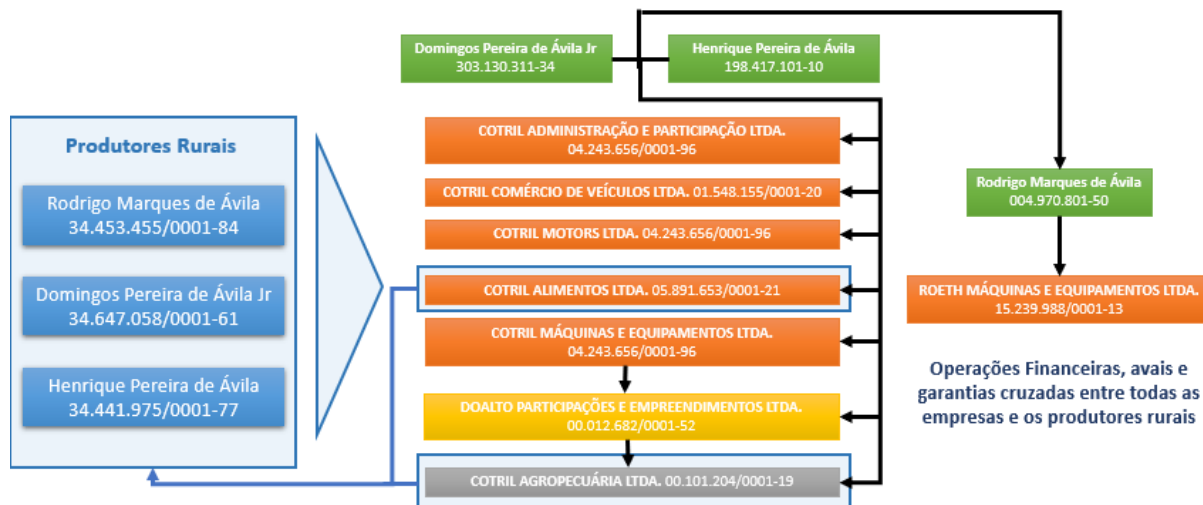 Domingos Pereira de Ávila Jr
303.130.311-34
Henrique Pereira de Ávila
198.417.101-10
Produtores Rurais
Rodrigo Marques de Ávila
34.453.455/0001-84
Domingos Pereira de Ávila Jr
34.647.058/0001-61
Henrique Pereira de Ávila
34.441.975/0001-77
COTRIL ADMINISTRAÇÃO E PARTICIPAÇÃO LTDA.
04.243.656/0001-96
COTRIL COMÉRCIO DE VEÍCULOS LTDA. 01.548.155/0001-20
COTRIL MOTORS LTDA. 04.243.656/0001-96
COTRIL ALIMENTOS LTDA. 05.891.653/0001-21
COTRIL MÁQUINAS E EQUIPAMENTOS LTDA.
04.243.656/0001-96
DOALTO PARTICIPAÇÕES E EMPREENDIMENTOS LTDA.
00.012.682/0001-52
COTRIL AGROPECUÁRIA LTDA. 00.101.204/0001-19
Rodrigo Marques de Ávila
004.970.801-50
ROETH MÁQUINAS E EQUIPAMENTOS LTDA.
15.239.988/0001-13
Operações Financeiras, avais e
garantias cruzadas entre todas as
empresas e os produtores rurais